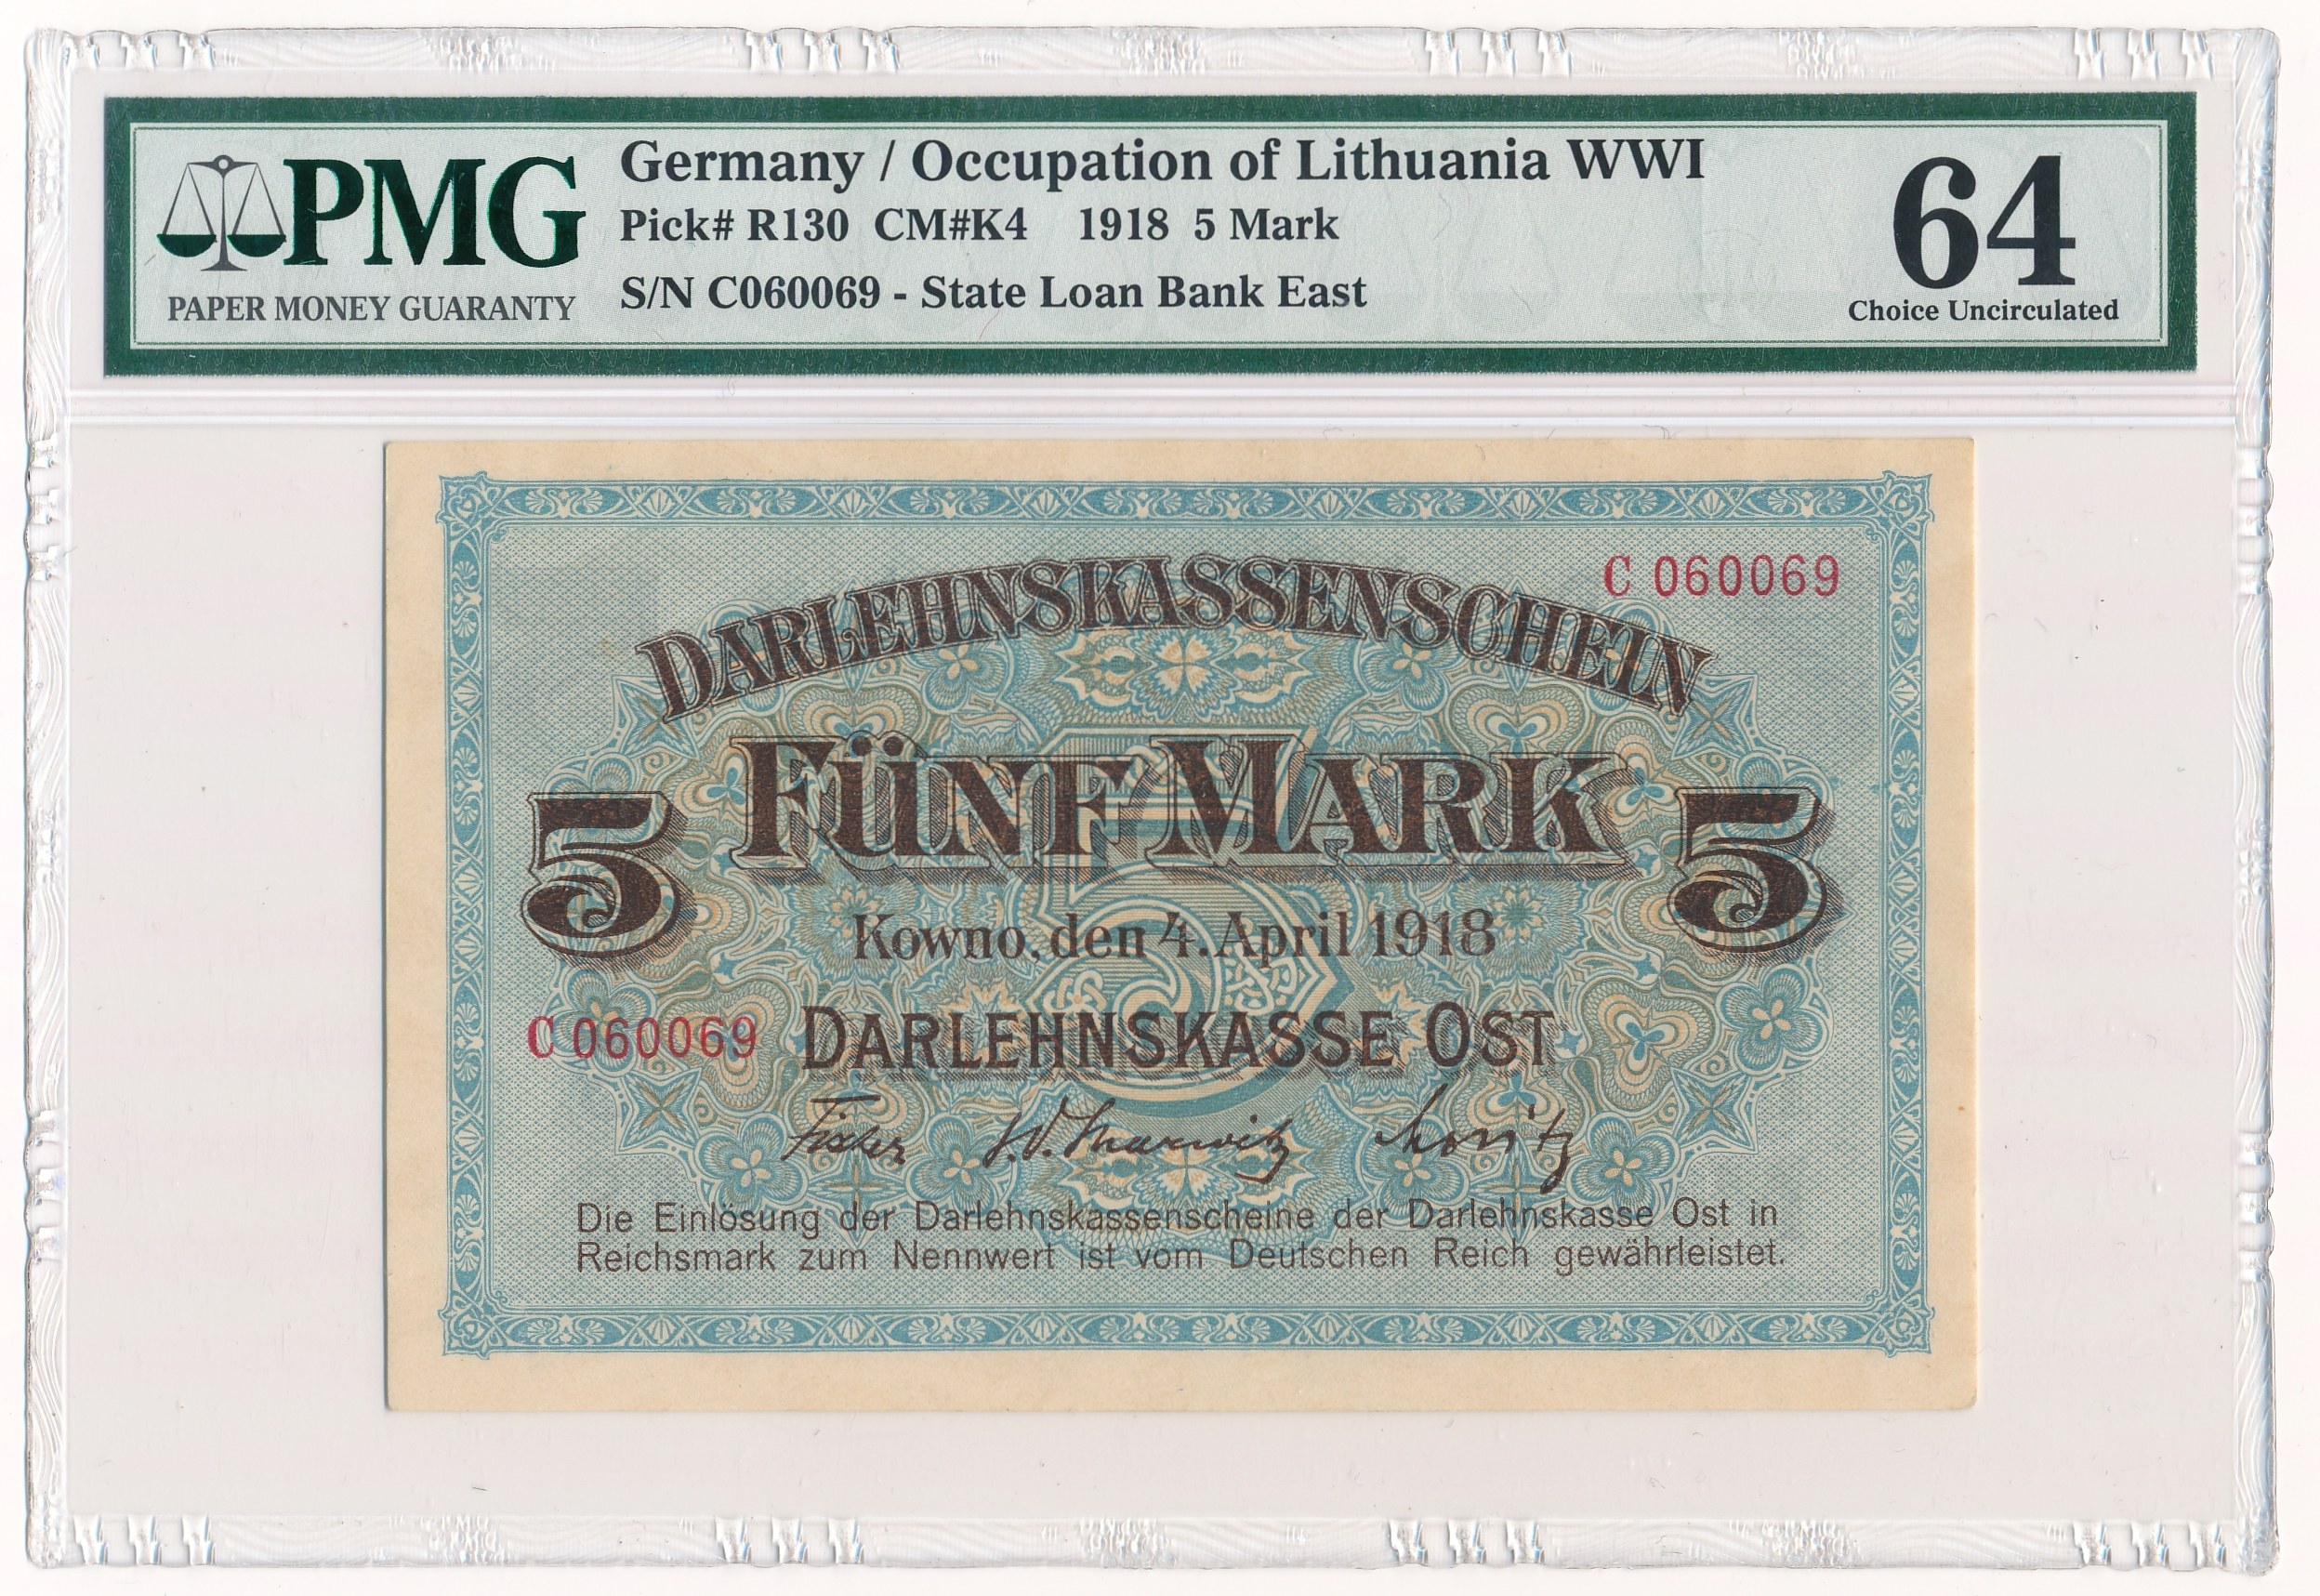 PMG
PAPER MONEY GUARANTY
Germany / Occupation of Lithuania WWI
Pick# R130 CM#K4 1918 5 Mark
S/N C060069 - State Loan Bank East
64
Choice Uncirculated
C 060069
DARLEHNSKASSENSCHEIN
FÜNF MARK
5 5
Kowno, den 4. April 1918
C 060069 DARLEHNSKASSE OST
Fischer Moritz
Die Einlösung der Darlehnskassenscheine der Darlehnskasse Ost in
Reichsmark zum Nennwert ist vom Deutschen Reich gewährleistet.